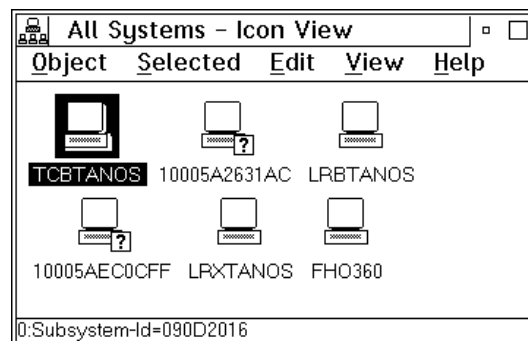 All Systems - Icon View
Object Selected Edit View Help
TCBTANOS 10005A2631AC LRBTANOS
10005AEC0CFF LRXTANOS FHO360
0:Subsystem-Id=090D2016